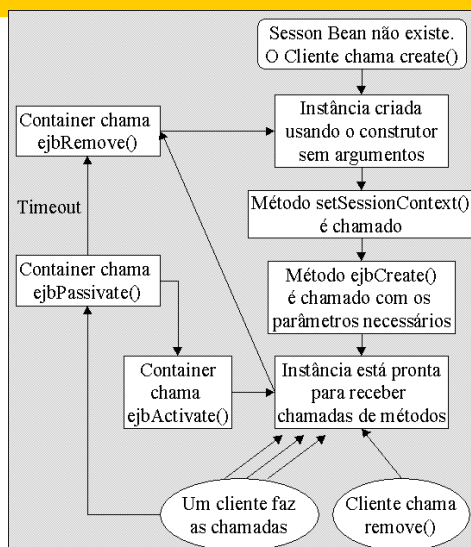 Sesson Bean não existe.
O Cliente chama create()
Container chama
ejbRemove()
Instância criada
usando o construtor
sem argumentos
Timeout
Método setSessionContext()
é chamado
Container chama
ejbPassivate()
Método ejbCreate()
é chamado com os
parâmetros necessários
Container
chama
ejbActivate()
Instância está pronta
para receber
chamadas de métodos
Um cliente faz
as chamadas
Cliente chama
remove()